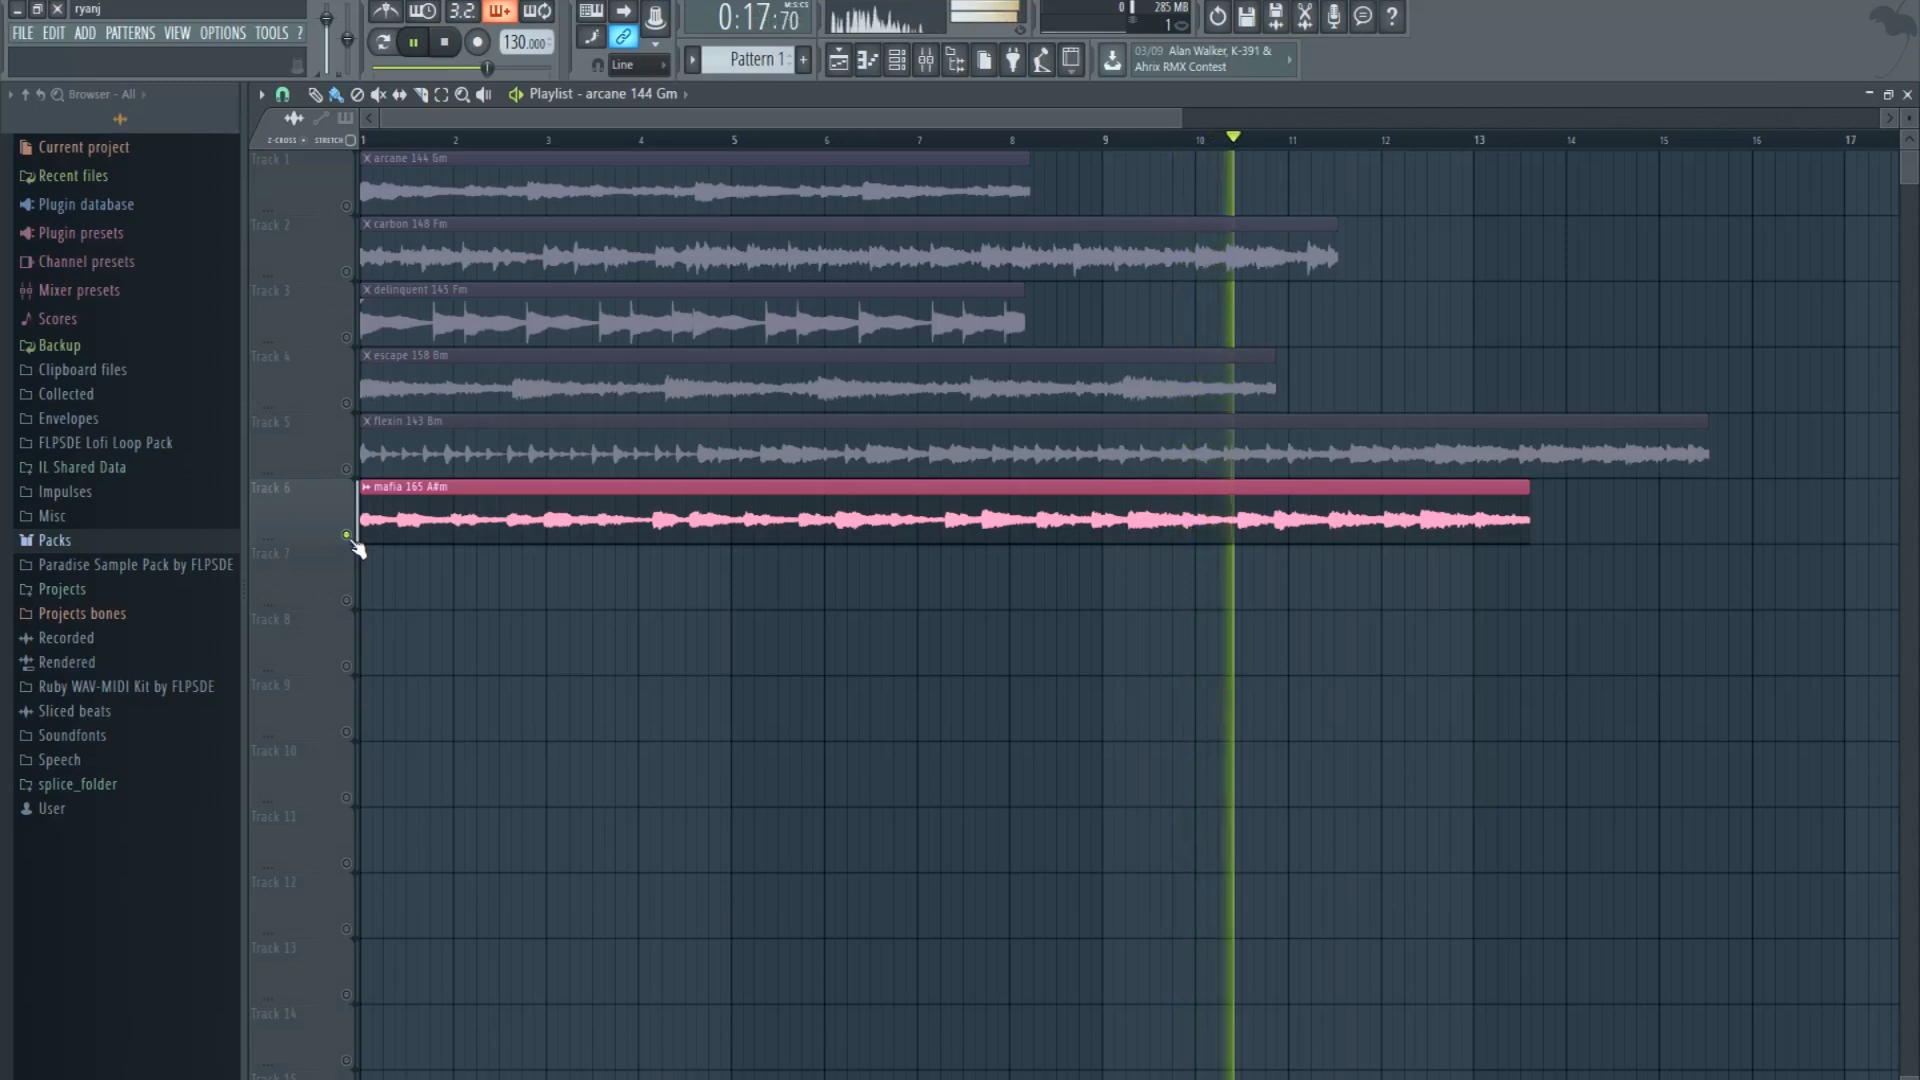 ryanj
FILE EDIT ADD PATTERNS VIEW OPTIONS TOOLS ?
3.2.
130.000
Line
0:17:70
M:S:CS
Pattern 1
+
0
285 MB
1
?
03/09 Alan Walker, K-391 &
Ahrix RMX Contest
Browser - All
Playlist - arcane 144 Gm
Current project
Recent files
Plugin database
Plugin presets
Channel presets
Mixer presets
Scores
Backup
Clipboard files
Collected
Envelopes
FLPSDE Lofi Loop Pack
IL Shared Data
Impulses
Misc
Packs
Paradise Sample Pack by FLPSDE
Projects
Projects bones
Recorded
Rendered
Ruby WAV-MIDI Kit by FLPSDE
Sliced beats
Soundfonts
Speech
splice_folder
User
Z-CROSS STRETCH
1 2 3 4 5 6 7 8 9 10 11 12 13 14 15 16 17
Track 1
arcane 144 Gm
Track 2
carbon 148 Fm
Track 3
delinquent 145 Fm
Track 4
escape 158 Bm
Track 5
flexin 143 Bm
Track 6
mafia 165 A#m
Track 7
Track 8
Track 9
Track 10
Track 11
Track 12
Track 13
Track 14
Track 15